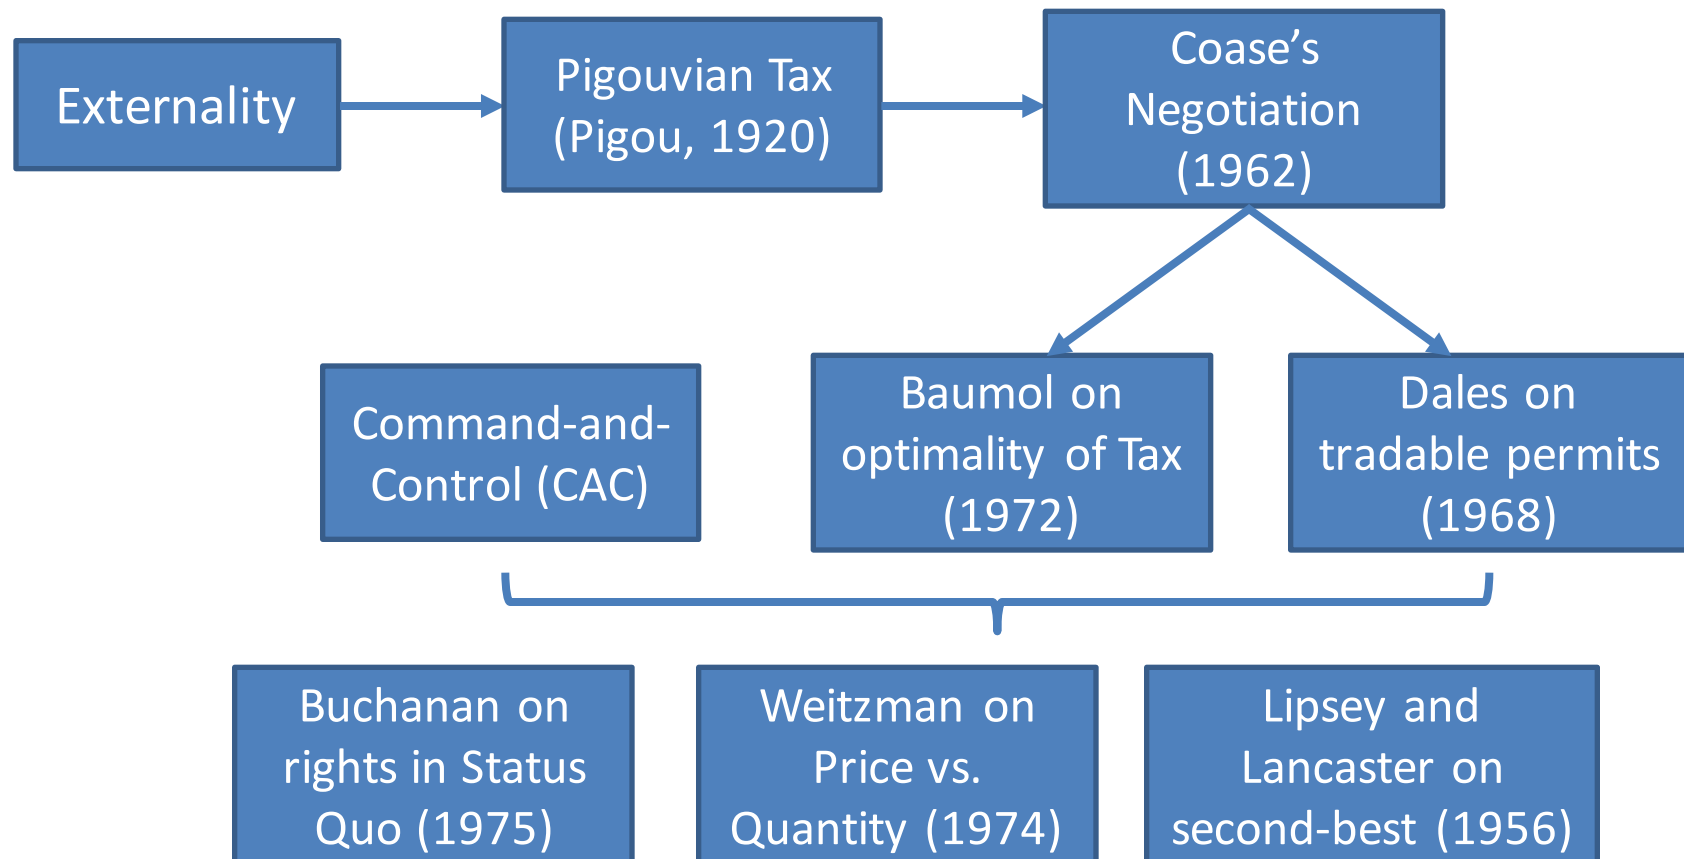 Externality
Pigouvian Tax
(Pigou, 1920)
Coase’s
Negotiation
(1962)
Command-and-
Control (CAC)
Baumol on
optimality of Tax
(1972)
Dales on
tradable permits
(1968)
Buchanan on
rights in Status
Quo (1975)
Weitzman on
Price vs.
Quantity (1974)
Lipsey and
Lancaster on
second-best (1956)